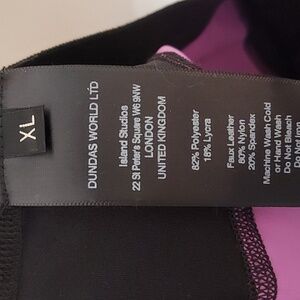 XL
DUNDAS WORLD LTD
Island Studios
22 St Peter's Square W6 9NW
LONDON
UNITED KINGDOM
82% Polyester
18% Lycra
Faux Leather
80% Nylon
20% Spandex
Machine Wash Cold
or Hand Wash
Do Not Bleach
Do Not